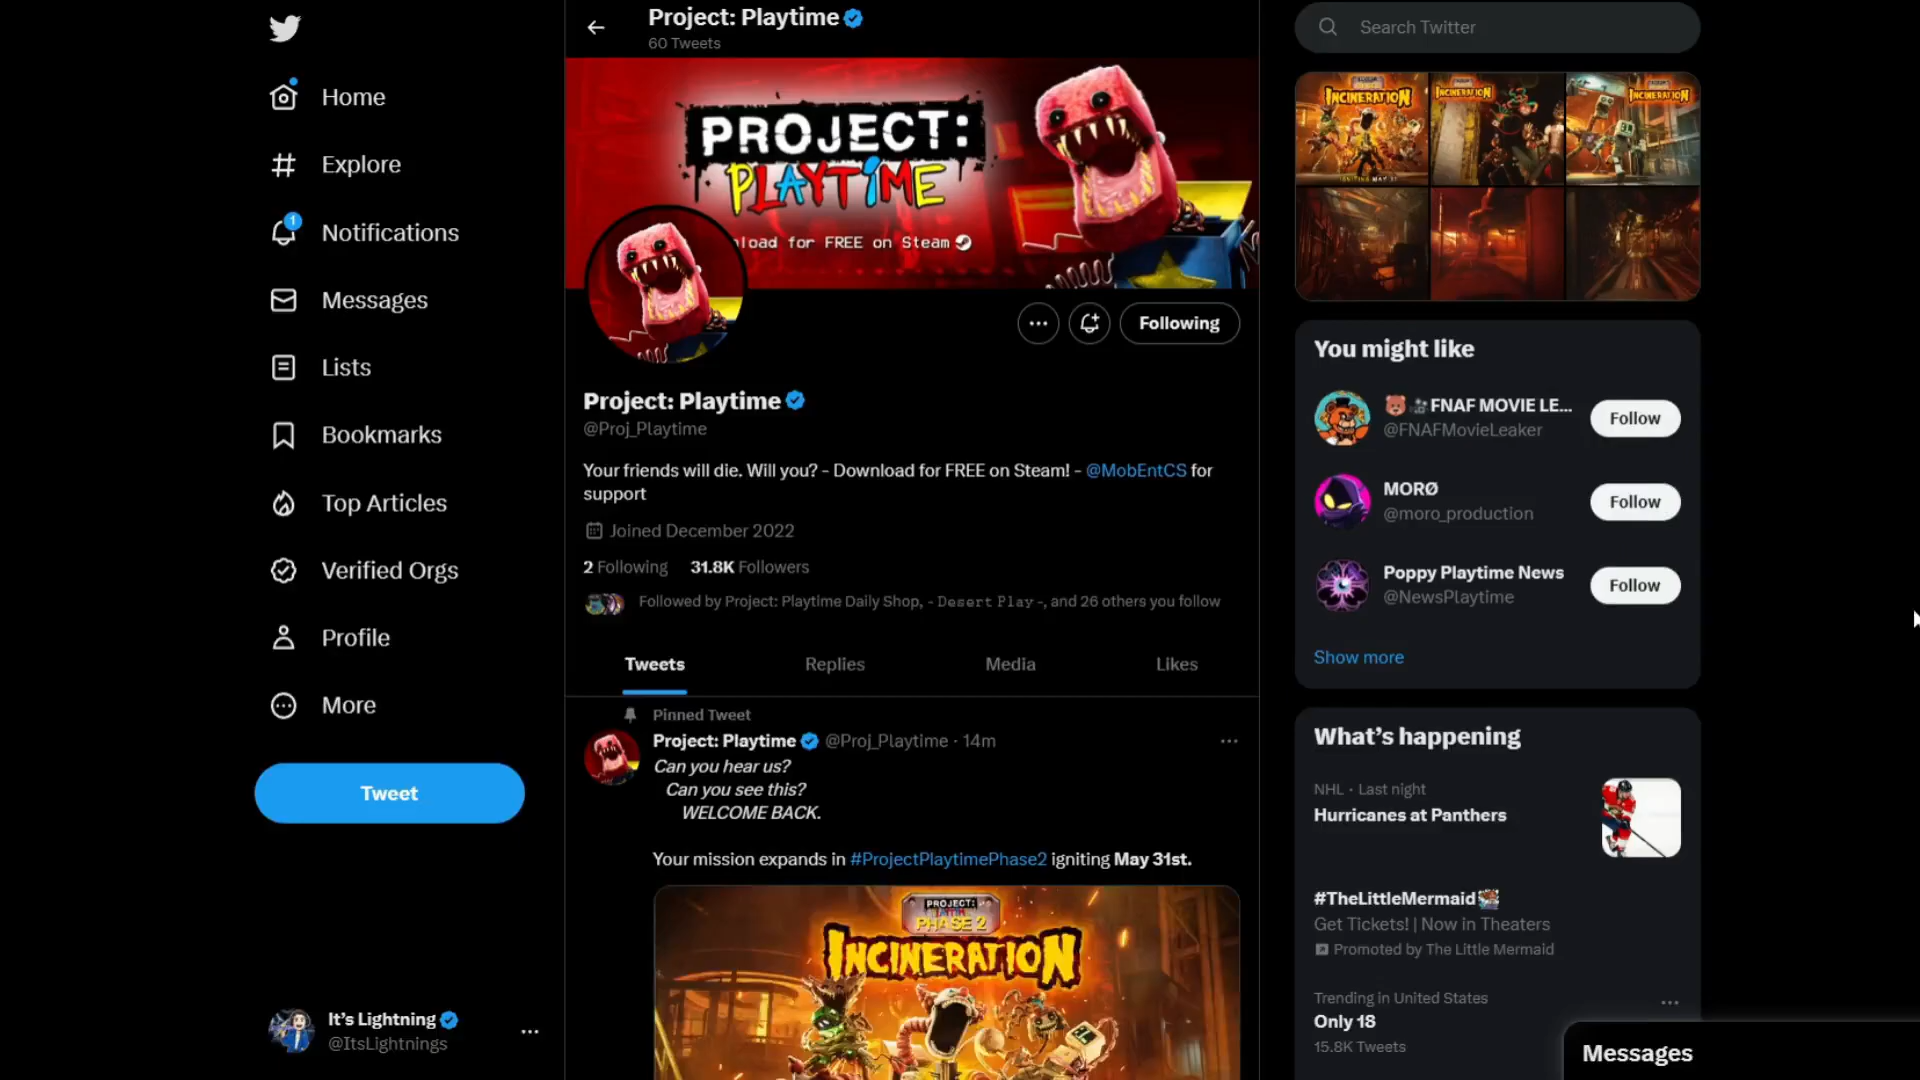 Home
Explore
1
Notifications
Messages
Lists
Bookmarks
Top Articles
Verified Orgs
Profile
More
Tweet
It's Lightning
@ItsLightnings
Project: Playtime
60 Tweets
PROJECT:
PLAYTIME
load for FREE on Steam
Following
Project: Playtime
@Proj_Playtime
Your friends will die. Will you? - Download for FREE on Steam! - @MobEntCS for
support
Joined December 2022
2 Following 31.8K Followers
Followed by Project: Playtime Daily Shop, - Desert Play -, and 26 others you follow
Tweets Replies Media Likes
Pinned Tweet
Project: Playtime @Proj_Playtime · 14m
Can you hear us?
Can you see this?
WELCOME BACK.
Your mission expands in #ProjectPlaytimePhase2 igniting May 31st.
PROJECT:
PHASE 2
INCINERATION
Search Twitter
INCINERATION INCINERATION INCINERATION
IGNITING MAY 31
You might like
FNAF MOVIE LE...
@FNAFMovieLeaker
Follow
MORØ
@moro_production
Follow
Poppy Playtime News
@NewsPlaytime
Follow
Show more
What's happening
NHL · Last night
Hurricanes at Panthers
#TheLittleMermaid
Get Tickets! | Now in Theaters
Promoted by The Little Mermaid
Trending in United States
Only 18
15.8K Tweets
Messages